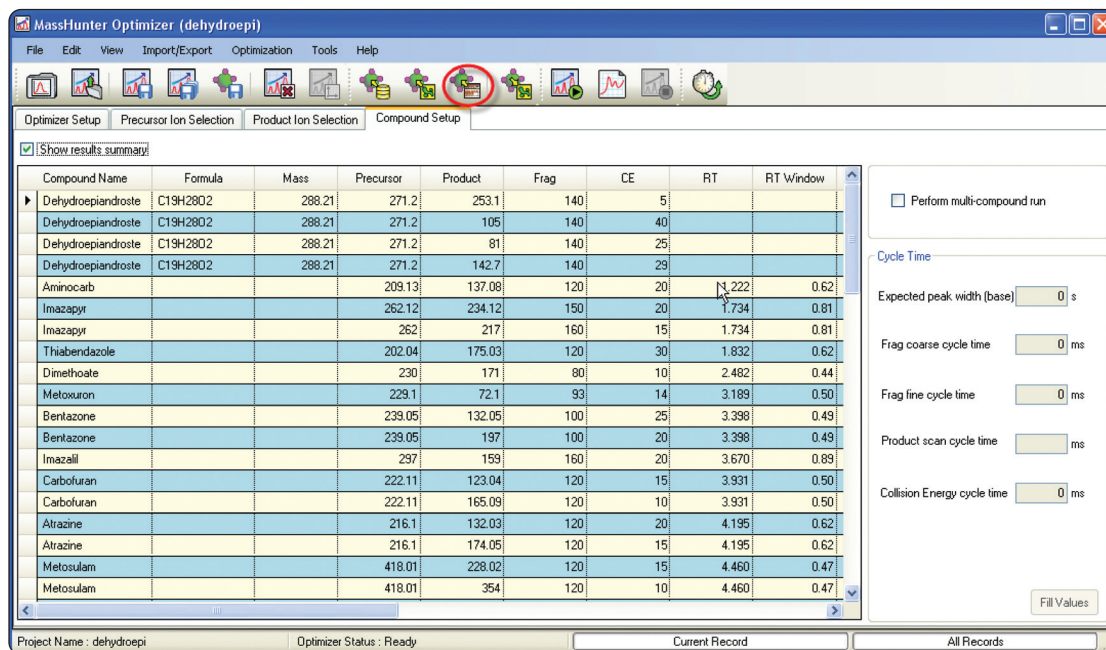 MassHunter Optimizer (dehydroepi)
File Edit View Import/Export Optimization Tools Help
Optimizer Setup Precursor Ion Selection Product Ion Selection Compound Setup
Show results summary
Compound Name Formula Mass Precursor Product Frag CE RT RT Window
Dehydroepiandroste C19H28O2 288.21 271.2 253.1 140 5
Dehydroepiandroste C19H28O2 288.21 271.2 105 140 40
Dehydroepiandroste C19H28O2 288.21 271.2 81 140 25
Dehydroepiandroste C19H28O2 288.21 271.2 142.7 140 29
Aminocarb 209.13 137.08 120 20 1.222 0.62
Imazapyr 262.12 234.12 150 20 1.734 0.81
Imazapyr 262 217 160 15 1.734 0.81
Thiabendazole 202.04 175.03 120 30 1.832 0.62
Dimethoate 230 171 80 10 2.482 0.44
Metoxuron 229.1 72.1 93 14 3.189 0.50
Bentazone 239.05 132.05 100 25 3.398 0.49
Bentazone 239.05 197 100 20 3.398 0.49
Imazalil 297 159 160 20 3.670 0.89
Carbofuran 222.11 123.04 120 15 3.931 0.50
Carbofuran 222.11 165.09 120 10 3.931 0.50
Atrazine 216.1 132.03 120 20 4.195 0.62
Atrazine 216.1 174.05 120 15 4.195 0.62
Metosulam 418.01 228.02 120 15 4.460 0.47
Metosulam 418.01 354 120 10 4.460 0.47
Perform multi-compound run
Cycle Time
Expected peak width (base) 0 s
Frag coarse cycle time 0 ms
Frag fine cycle time 0 ms
Product scan cycle time ms
Collision Energy cycle time 0 ms
Fill Values
Project Name : dehydroepi Optimizer Status : Ready Current Record All Records